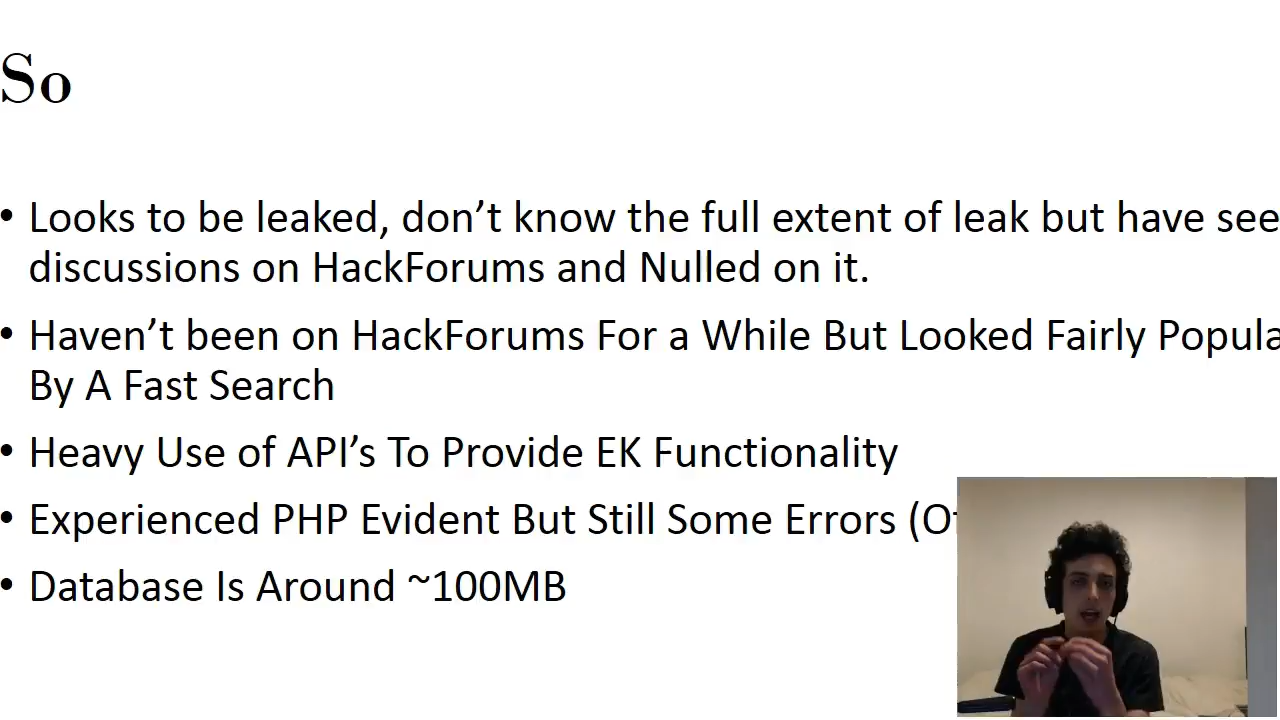 So
• Looks to be leaked, don’t know the full extent of leak but have
discussions on HackForums and Nulled on it.
• Haven’t been on HackForums For a While But Looked Fairly
By A Fast Search
• Heavy Use of API’s To Provide EK Functionality
• Experienced PHP Evident But Still Some Errors
• Database Is Around ~100MB